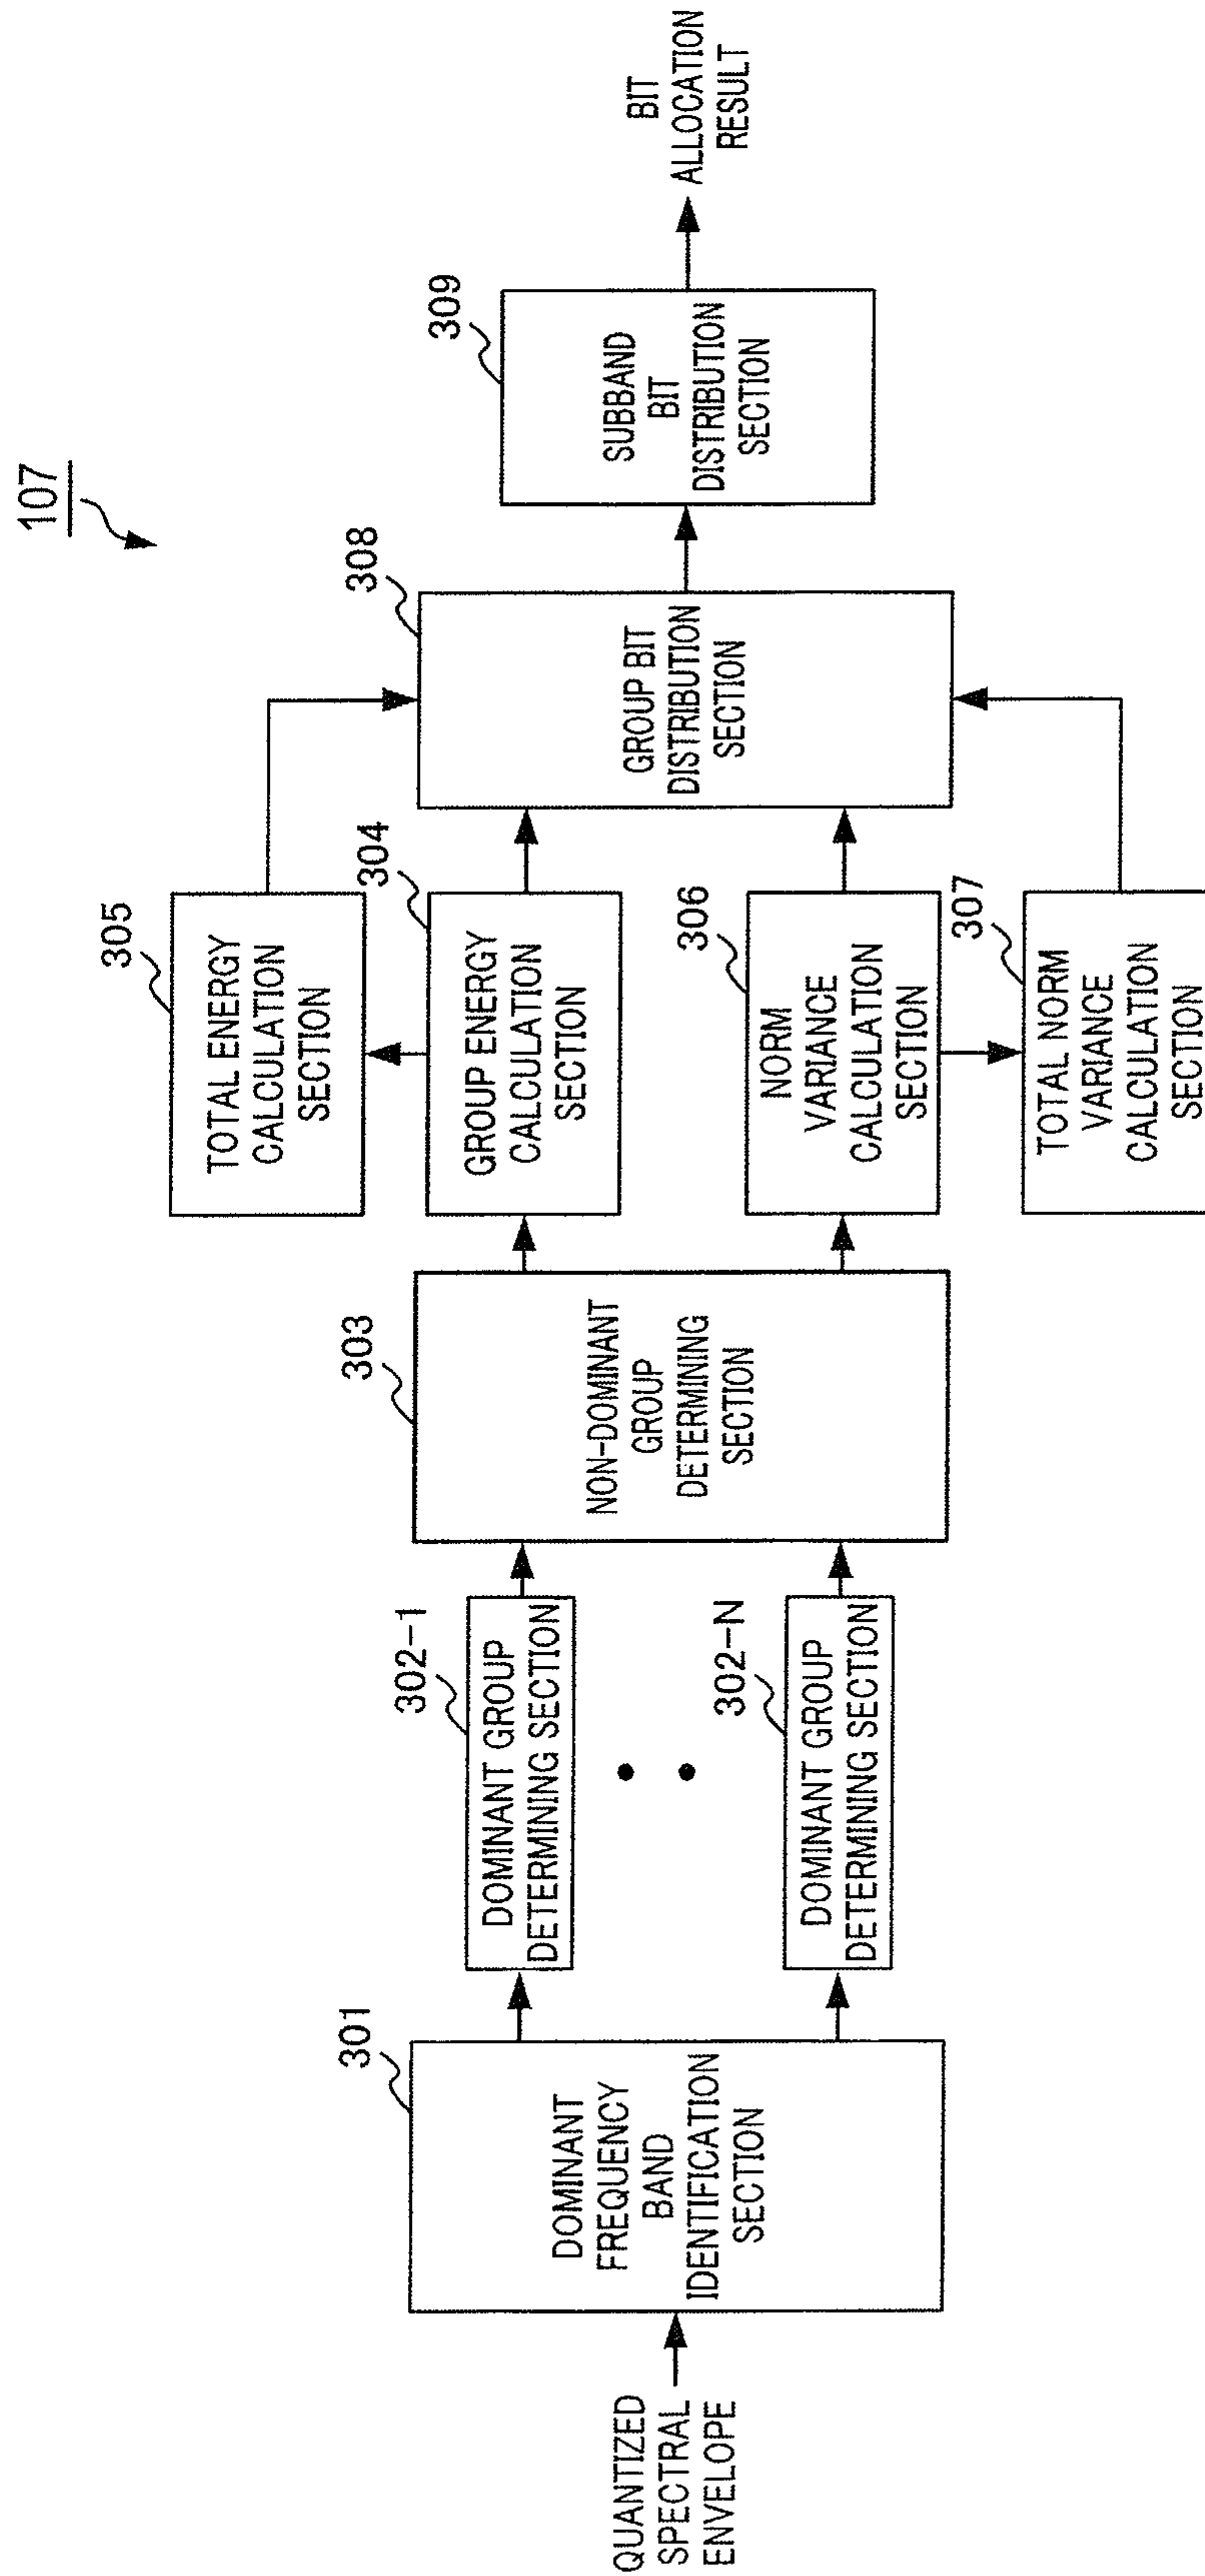 107
QUANTIZED
SPECTRAL
ENVELOPE
301
DOMINANT
FREQUENCY
BAND
IDENTIFICATION
SECTION
302-1
DOMINANT GROUP
DETERMINING SECTION
302-N
DOMINANT GROUP
DETERMINING SECTION
303
NON-DOMINANT
GROUP
DETERMINING
SECTION
305
TOTAL ENERGY
CALCULATION
SECTION
304
GROUP ENERGY
CALCULATION
SECTION
306
NORM
VARIANCE
CALCULATION
SECTION
307
TOTAL NORM
VARIANCE
CALCULATION
SECTION
308
GROUP BIT
DISTRIBUTION
SECTION
309
SUBBAND
BIT
DISTRIBUTION
SECTION
BIT
ALLOCATION
RESULT